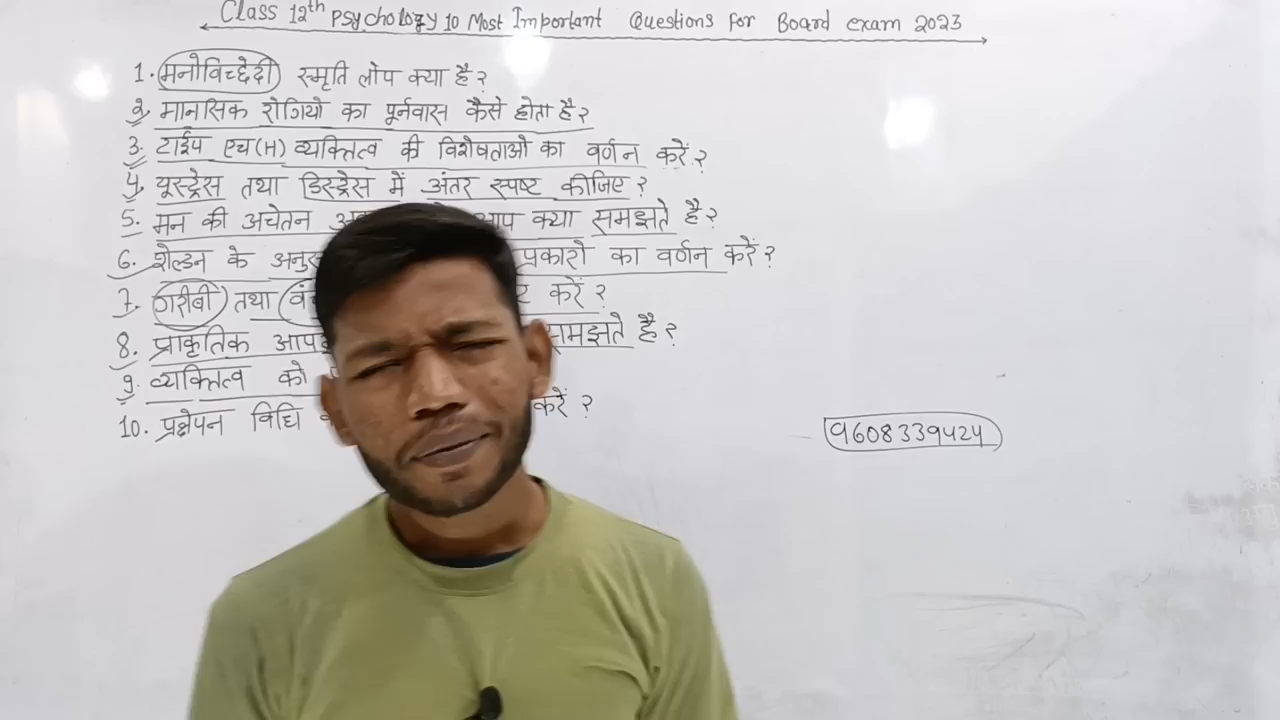 Class 12th Psychology 10 Most Important Questions For Board exam 2023
1. मनोविच्छेदी स्मृति लोप क्या है?
2. मानसिक रोगियो का पूर्नवास कैसे होता है?
3. टाईप एच(H) व्यक्तित्व की विशेषताओ का वर्णन करें?
4. यूस्ट्रेस तथा डिस्ट्रेस में अंतर स्पष्ट कीजिए?
5. मन की अचेतन आप क्या समझते है?
6. शेल्डन के प्रकारो का वर्णन करें?
7. गरीबी तथा करें?
8. प्राकृतिक समझते है?
9. व्यक्तित्व को
10. प्रक्षेपन विधि करें?
9608339424